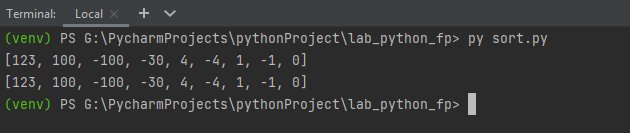 Terminal: Local × + ∨
(venv) PS G:\PycharmProjects\pythonProject\lab_python_fp> py sort.py
[123, 100, -100, -30, 4, -4, 1, -1, 0]
[123, 100, -100, -30, 4, -4, 1, -1, 0]
(venv) PS G:\PycharmProjects\pythonProject\lab_python_fp>